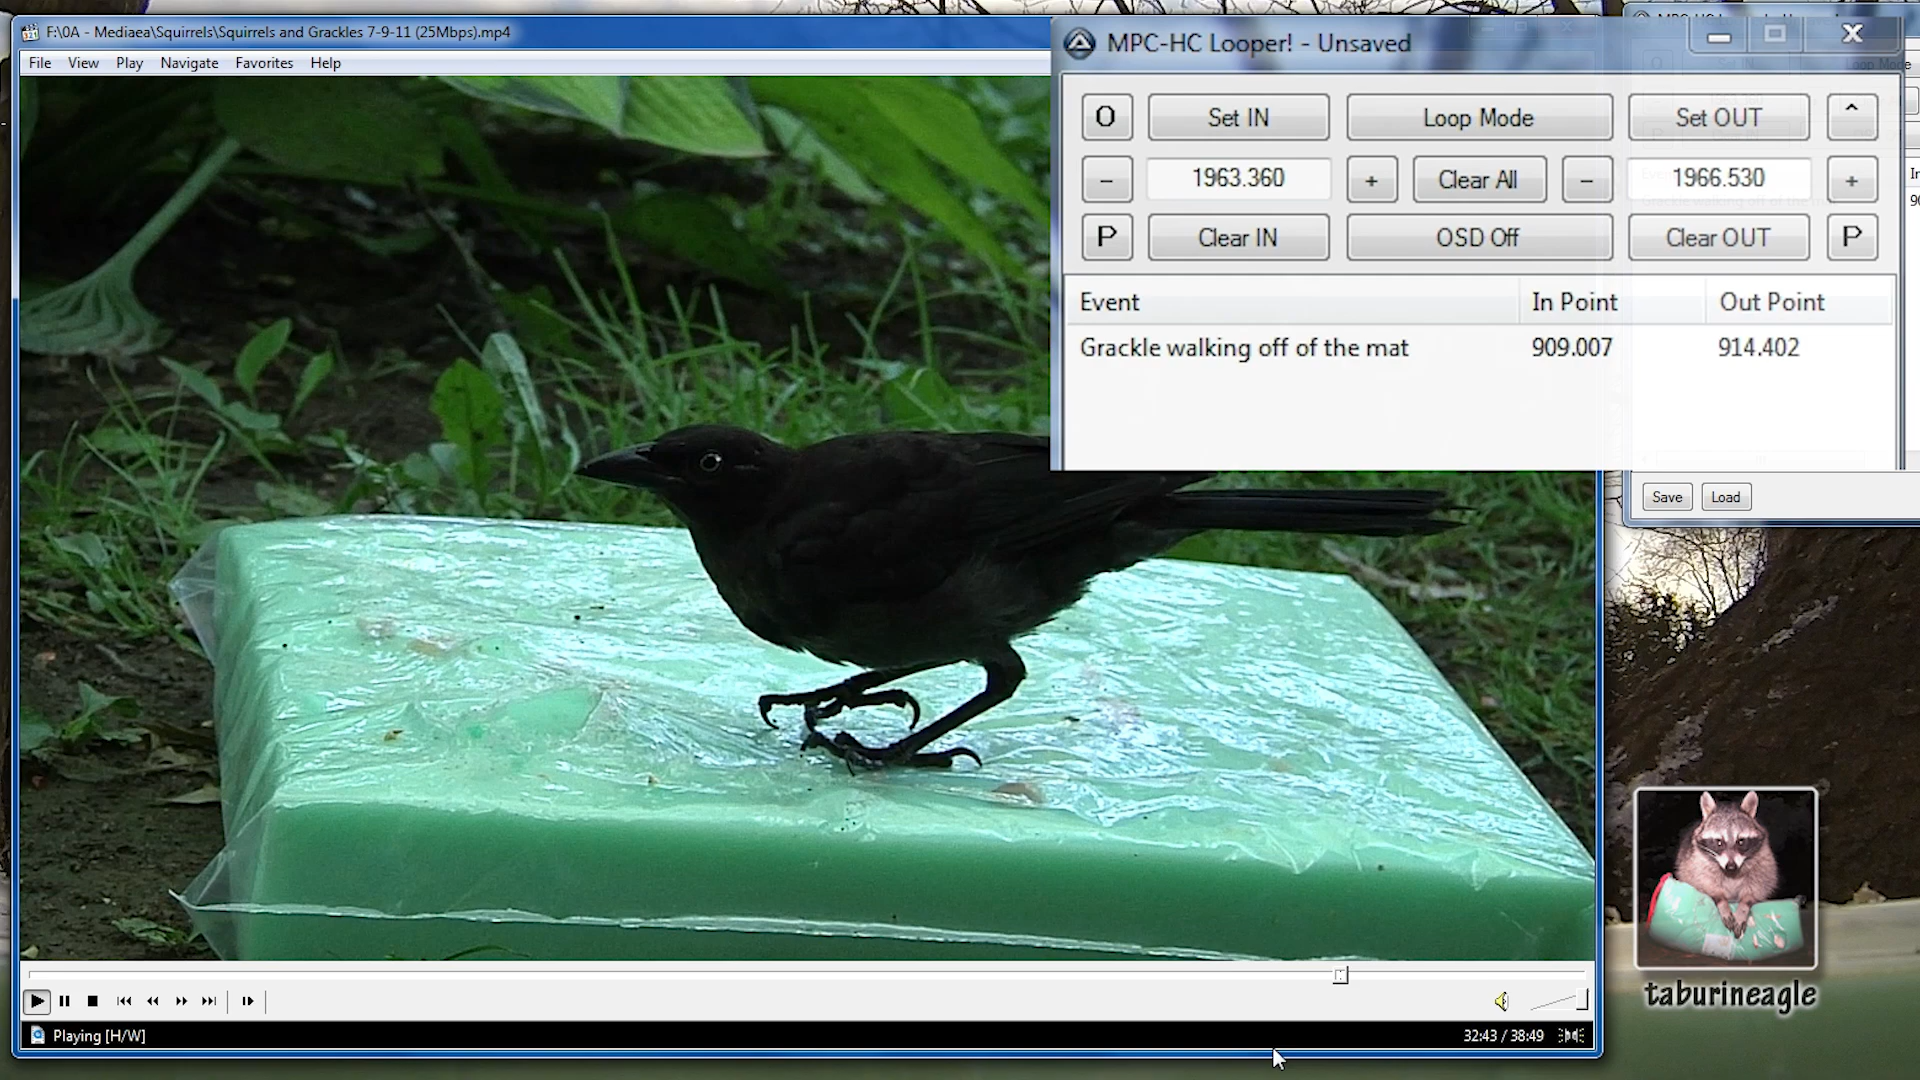 F:\0A - Mediaea\Squirrels\Squirrels and Grackles 7-9-11 (25Mbps).mp4
File View Play Navigate Favorites Help
MPC-HC Looper! - Unsaved
O Set IN Loop Mode Set OUT ^
- 1963.360 + Clear All - 1966.530 +
P Clear IN OSD Off Clear OUT P
Event In Point Out Point
Grackle walking off of the mat 909.007 914.402
Save Load
taburineagle
Playing [H/W] 32:43 / 38:49